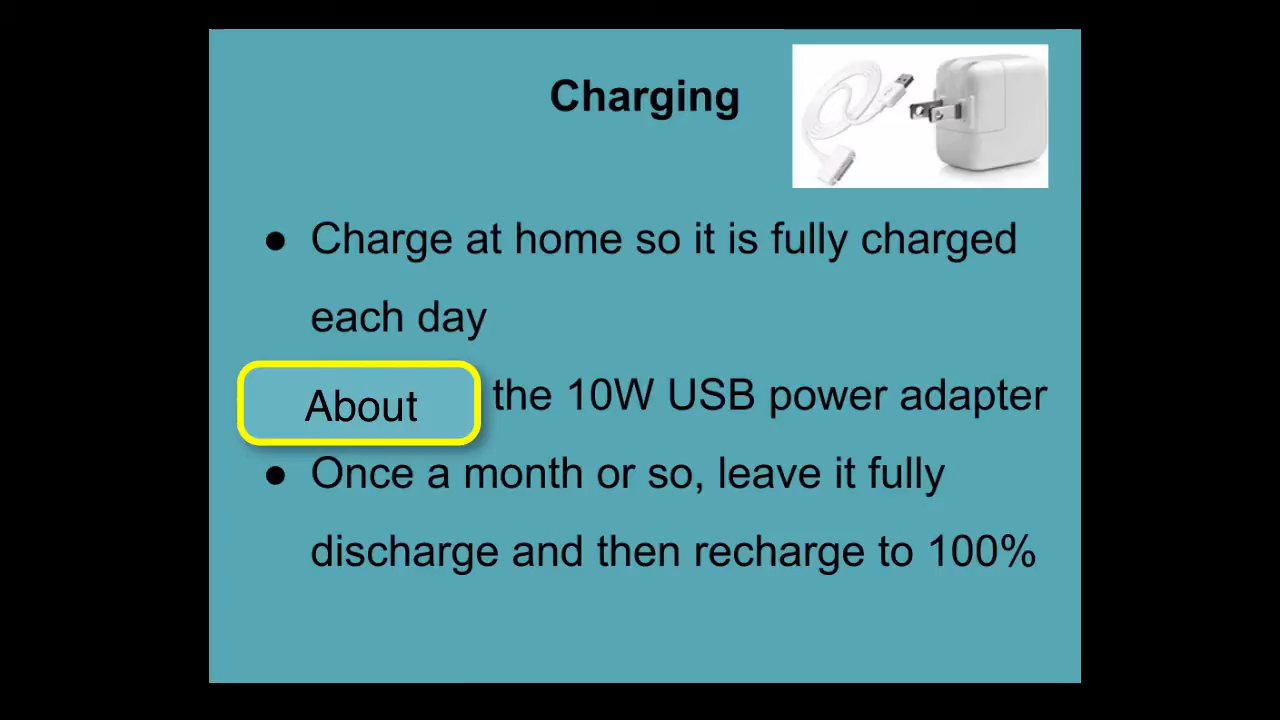 Charging
● Charge at home so it is fully charged
each day
About the 10W USB power adapter
● Once a month or so, leave it fully
discharge and then recharge to 100%